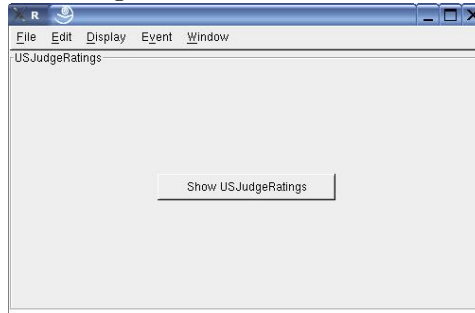 R
File Edit Display Event Window
USJudgeRatings
Show USJudgeRatings